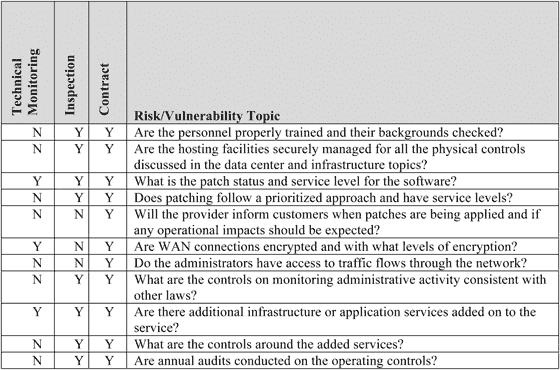 Technical
Monitoring
Inspection
Contract
Risk/Vulnerability Topic
N Y Y Are the personnel properly trained and their backgrounds checked?
N Y Y Are the hosting facilities securely managed for all the physical controls
discussed in the data center and infrastructure topics?
Y Y Y What is the patch status and service level for the software?
N Y Y Does patching follow a prioritized approach and have service levels?
N N Y Will the provider inform customers when patches are being applied and if
any operational impacts should be expected?
Y N Y Are WAN connections encrypted and with what levels of encryption?
N N Y Do the administrators have access to traffic flows through the network?
N Y Y What are the controls on monitoring administrative activity consistent with
other laws?
Y Y Y Are there additional infrastructure or application services added on to the
service?
N Y Y What are the controls around the added services?
N Y Y Are annual audits conducted on the operating controls?